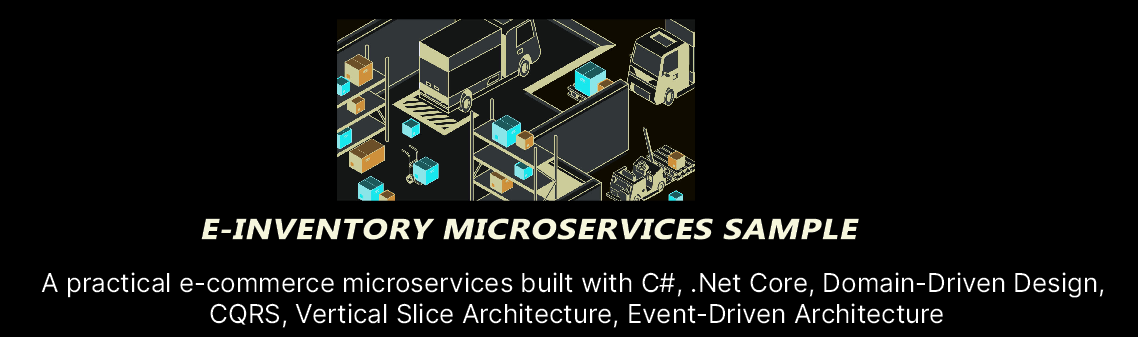 E-INVENTORY MICROSERVICES SAMPLE
A practical e-commerce microservices built with C#, .Net Core, Domain-Driven Design,
CQRS, Vertical Slice Architecture, Event-Driven Architecture